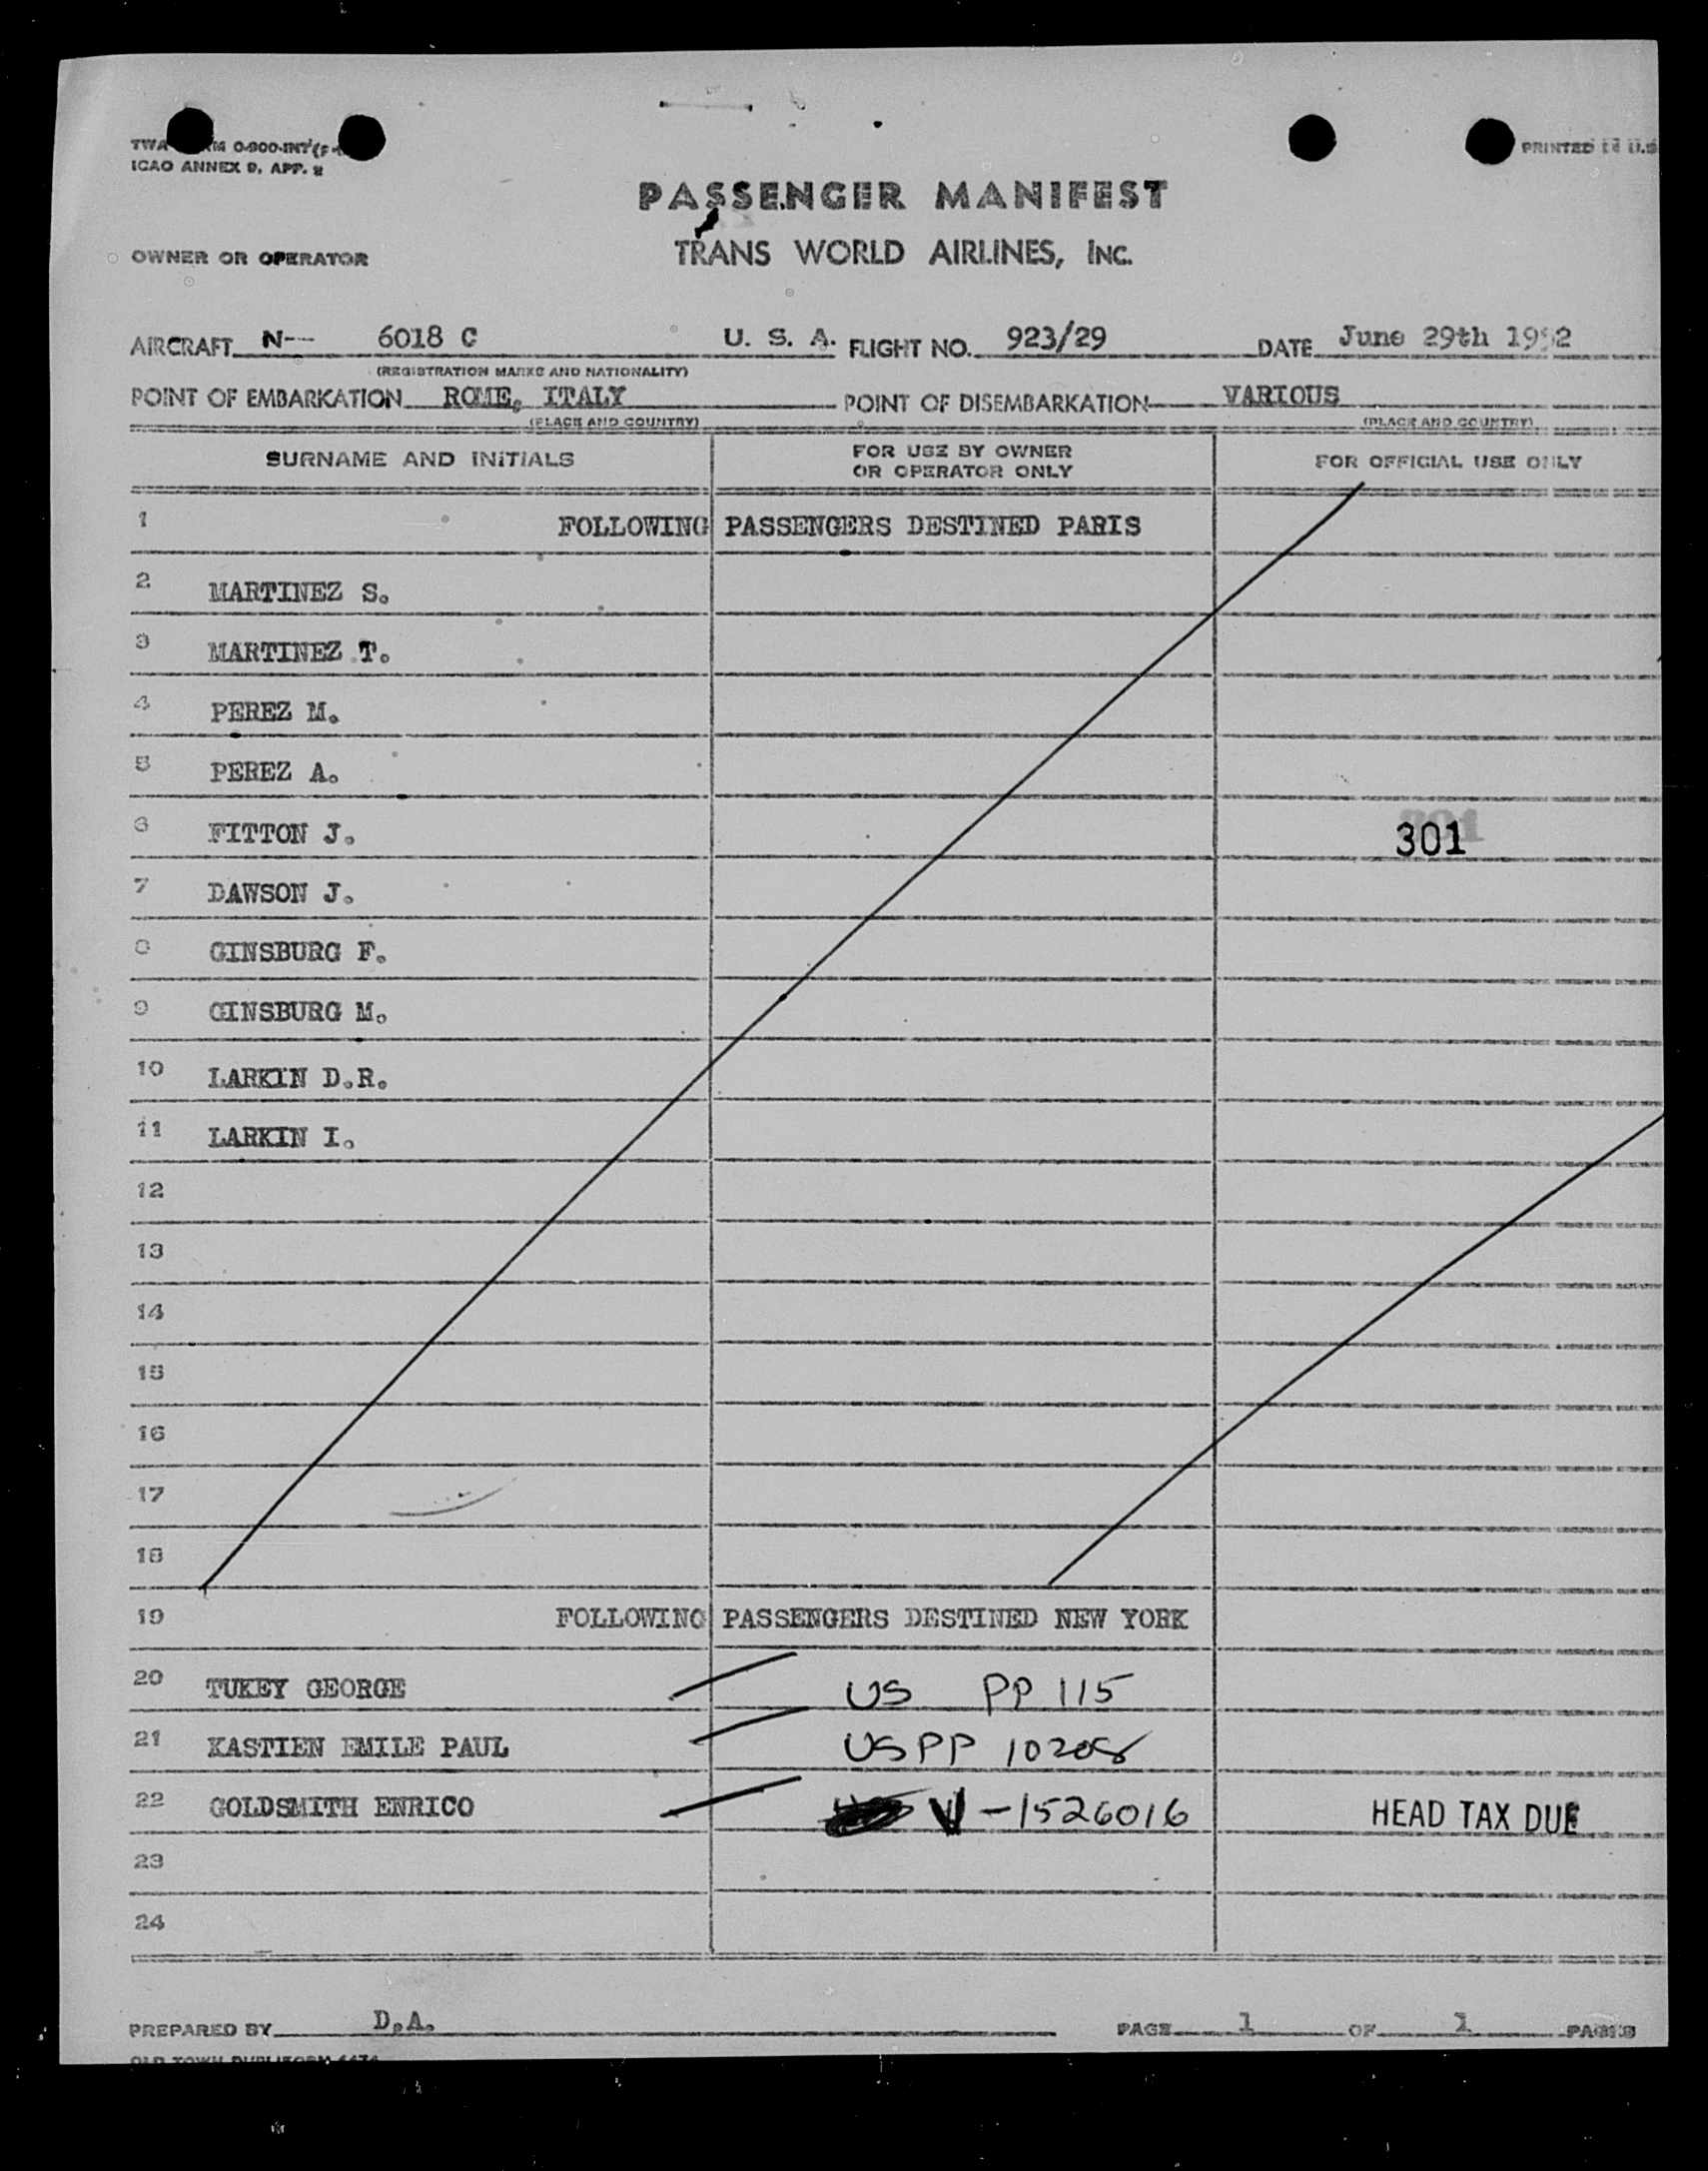 TWA FORM 0-900-INT
PRINTED IN U.S
ICAO ANNEX 9, APP. 2
PASSENGER MANIFEST
OWNER OR OPERATOR
TRANS WORLD AIRLINES, INC.
AIRCRAFT N-- 6018 C U. S. A. FLIGHT NO. 923/29 DATE June 29th 1952
(REGISTRATION MARKS AND NATIONALITY)
POINT OF EMBARKATION ROME, ITALY POINT OF DISEMBARKATION VARIOUS
(PLACE AND COUNTRY) (PLACE AND COUNTRY)
SURNAME AND INITIALS FOR USE BY OWNER OR OPERATOR ONLY FOR OFFICIAL USE ONLY
1 FOLLOWING PASSENGERS DESTINED PARIS
2 MARTINEZ S.
3 MARTINEZ T.
4 PEREZ M.
5 PEREZ A.
6 FITTON J. 301
7 DAWSON J.
8 GINSBURG F.
9 GINSBURG M.
10 LARKIN D.R.
11 LARKIN I.
12
13
14
15
16
17
18
19 FOLLOWING PASSENGERS DESTINED NEW YORK
20 TUKEY GEORGE US PP 115
21 KASTIEN EMILE PAUL US PP 10208
22 GOLDSMITH ENRICO V-1526016 HEAD TAX DUE
23
24
PREPARED BY D.A. PAGE 1 OF 1 PAGES